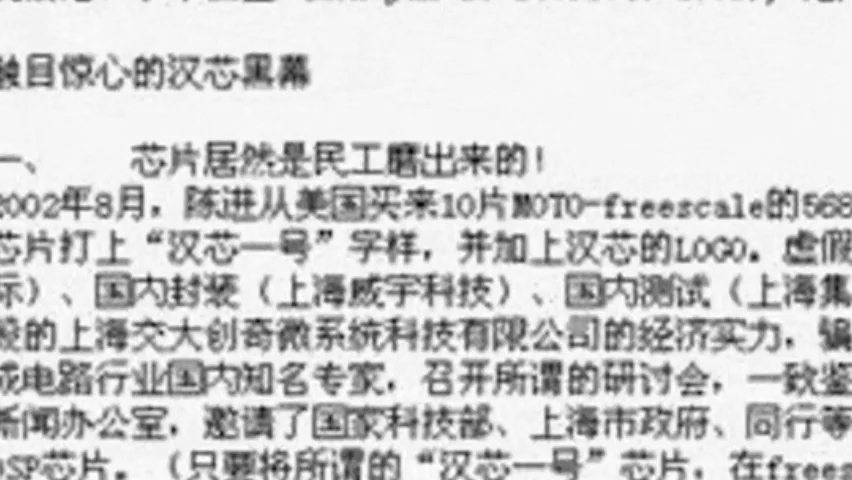 目惊心的汉芯黑幕
一、 芯片居然是民工磨出来的！
2002年8月，陈进从美国买来10片MOTO-freescale的568
芯片打上“汉芯一号”字样，并加上汉芯的LOGO。虚假
际）、国内封装（上海威宇科技）、国内测试（上海集
的上海交大创奇微系统科技有限公司的经济实力，骗
成电路行业国内知名专家，召开所谓的研讨会，一致鉴
新闻办公室，邀请了国家科技部、上海市政府、同行等
DSP芯片。（只要将所谓的“汉芯一号”芯片，在frees